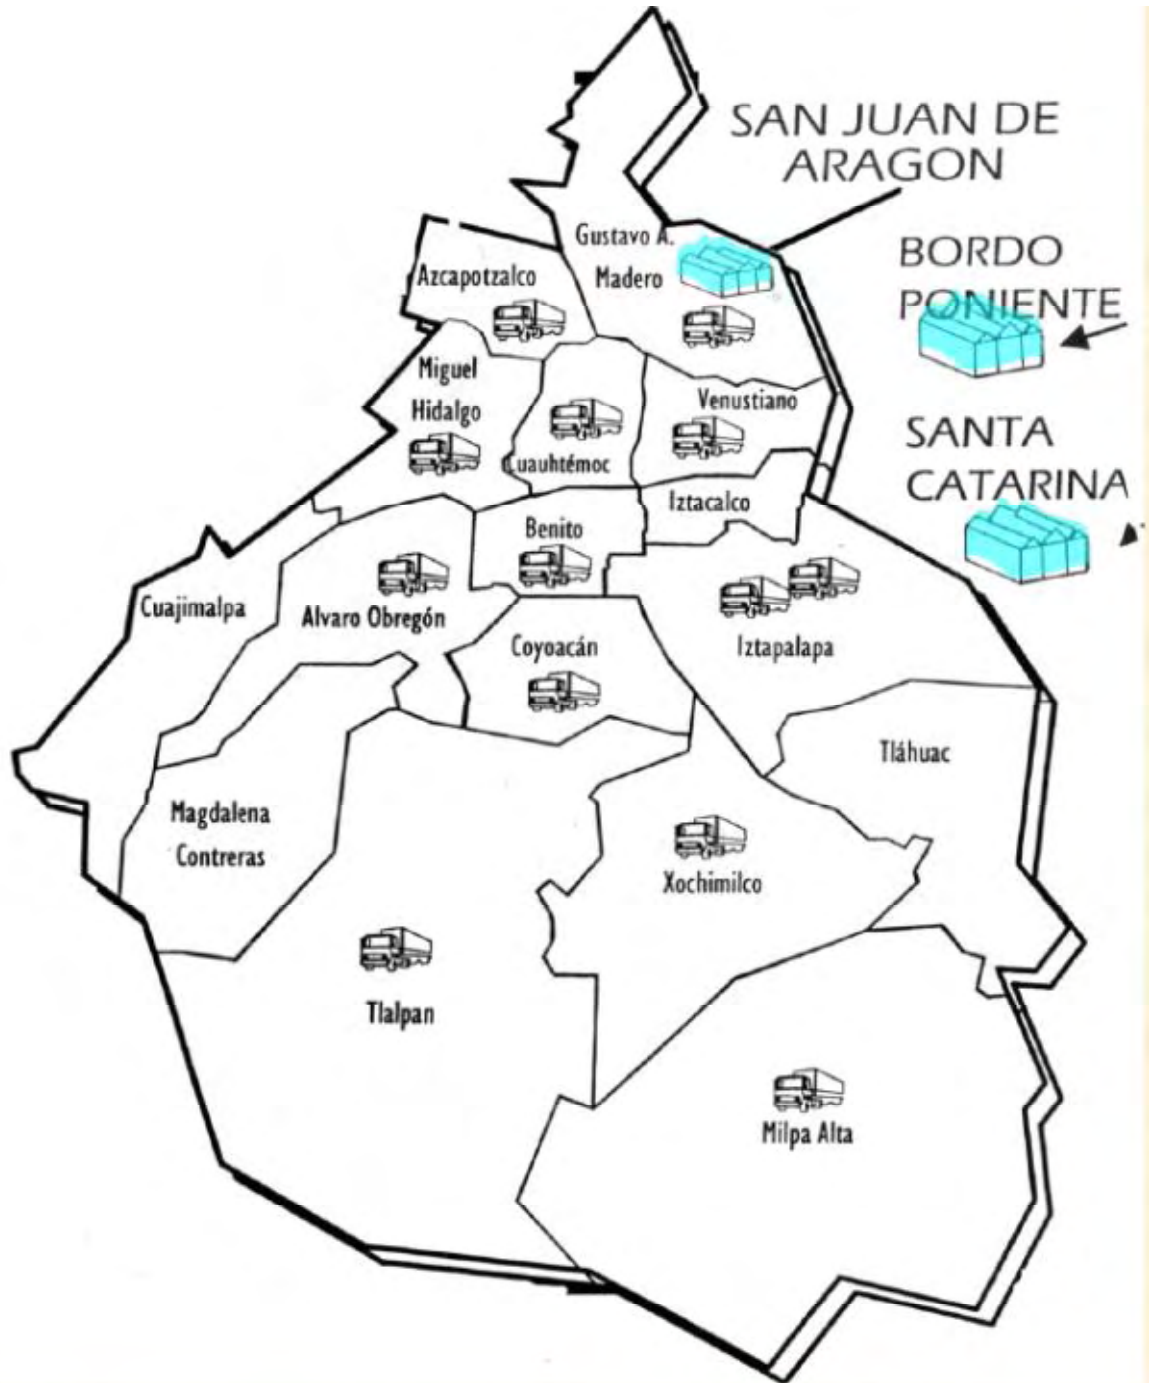 SAN JUAN DE
ARAGON
Gustavo A.
Madero
BORDO
PONIENTE
Azcapotzalco
Miguel
Hidalgo
Venustiano
Cuauhtémoc
SANTA
CATARINA
Iztacalco
Benito
Cuajimalpa
Alvaro Obregón
Coyoacán
Iztapalapa
Tláhuac
Magdalena
Contreras
Xochimilco
Tlalpan
Milpa Alta